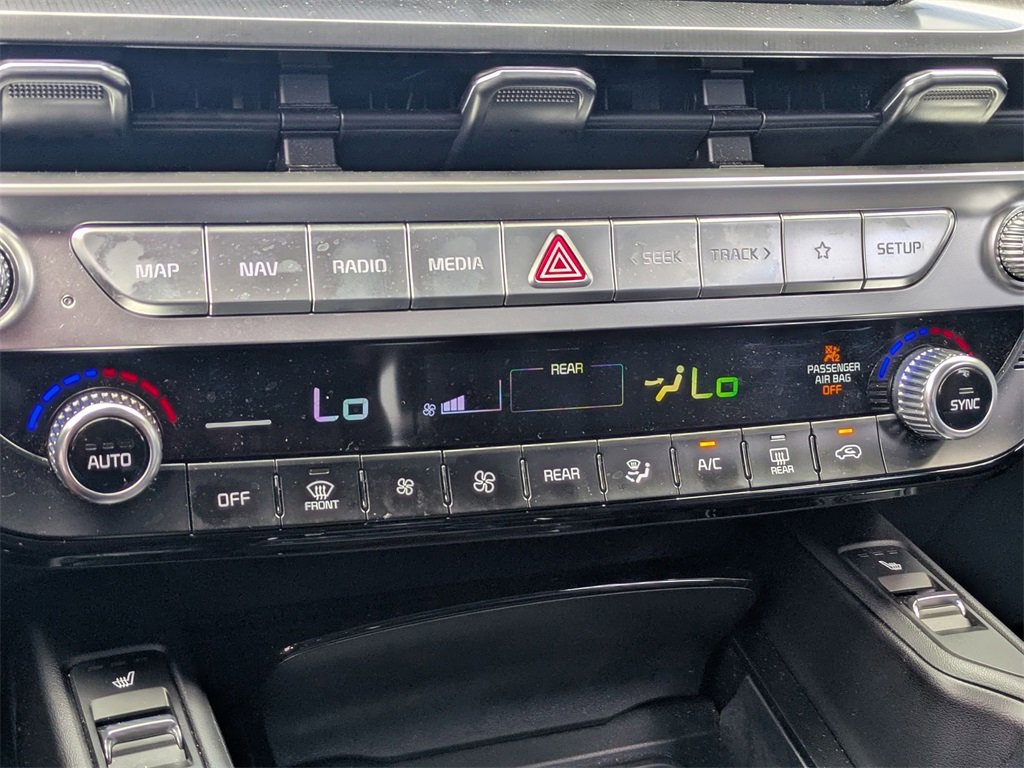 MAP NAV RADIO MEDIA < SEEK TRACK > SETUP
REAR
Lo Lo
PASSENGER
AIR BAG
OFF
AUTO SYNC
OFF FRONT REAR A/C REAR